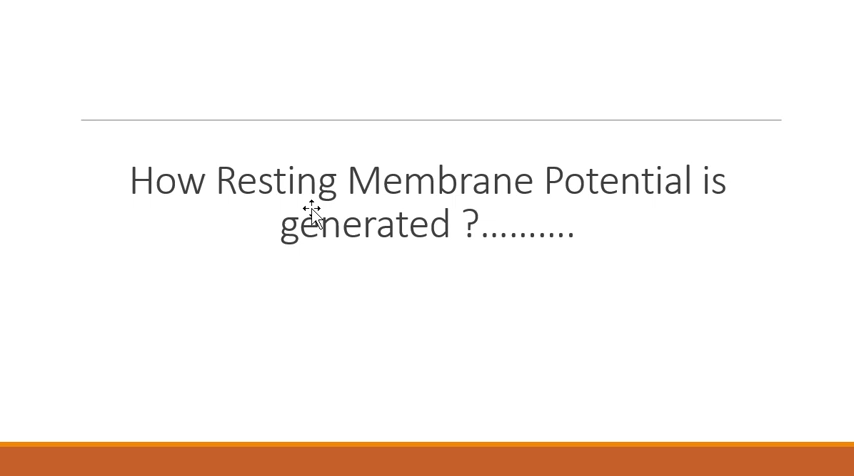 How Resting Membrane Potential is
generated ?..........